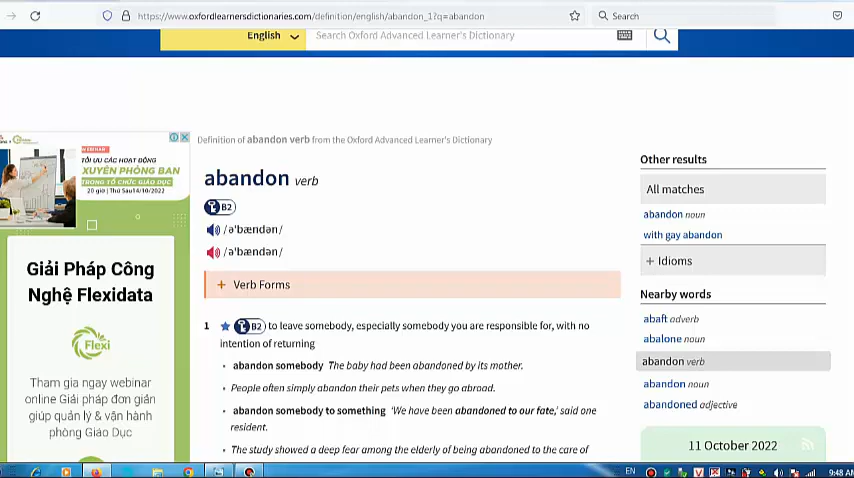 https://www.oxfordlearnersdictionaries.com/definition/english/abandon_1?q=abandon
Search
English
Search Oxford Advanced Learner's Dictionary
WEBINAR
TỐI ƯU CÁC HOẠT ĐỘNG
XUYÊN PHÒNG BAN
TRONG TỔ CHỨC GIÁO DỤC
20 giờ | Thứ Sáu 14/10/2022
Giải Pháp Công
Nghệ Flexidata
Flexi
Tham gia ngay webinar
online Giải pháp đơn giản
giúp quản lý & vận hành
phòng Giáo Dục
Definition of abandon verb from the Oxford Advanced Learner's Dictionary
abandon verb
B2
/əˈbændən/
/əˈbændən/
+ Verb Forms
1 B2 to leave somebody, especially somebody you are responsible for, with no
intention of returning
• abandon somebody The baby had been abandoned by its mother.
• People often simply abandon their pets when they go abroad.
• abandon somebody to something ‘We have been abandoned to our fate,’ said one
resident.
• The study showed a deep fear among the elderly of being abandoned to the care of
Other results
All matches
abandon noun
with gay abandon
+ Idioms
Nearby words
abaft adverb
abalone noun
abandon verb
abandon noun
abandoned adjective
11 October 2022
EN
9:48 AM